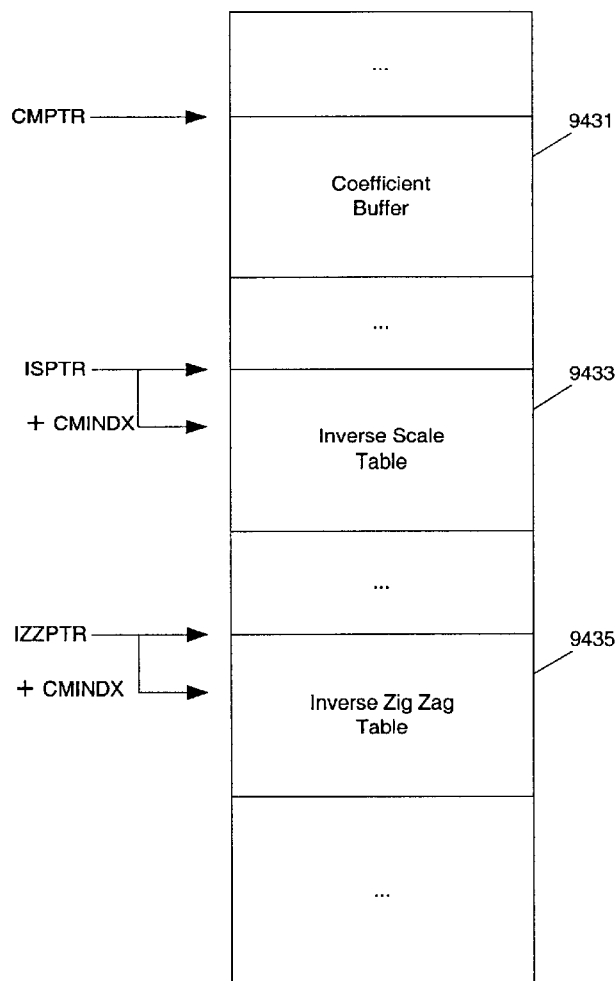 ...
CMPTR
9431
Coefficient
Buffer
...
ISPTR
9433
+ CMINDX
Inverse Scale
Table
...
IZZPTR
9435
+ CMINDX
Inverse Zig Zag
Table
...